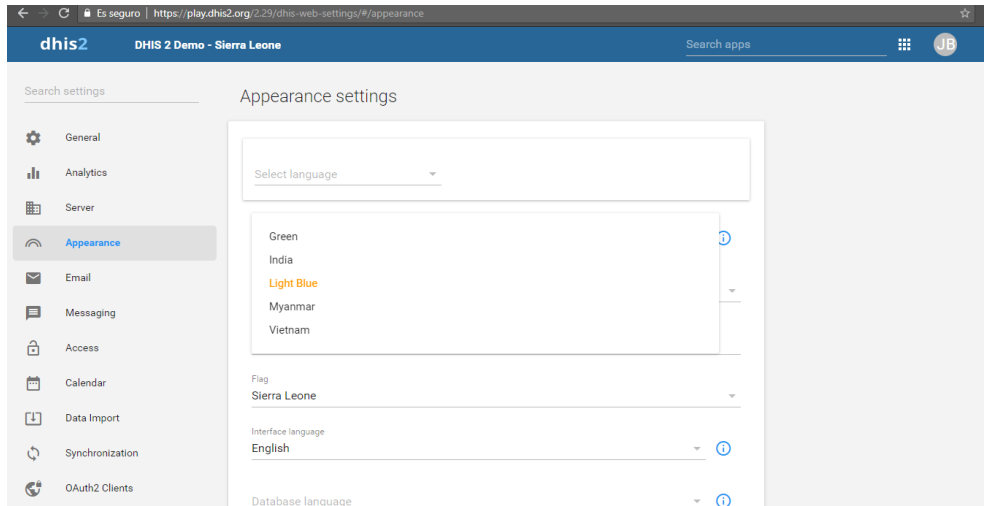 Es seguro | https://play.dhis2.org/2.29/dhis-web-settings/#/appearance
dhis2 DHIS 2 Demo - Sierra Leone Search apps JB
Search settings
General
Analytics
Server
Appearance
Email
Messaging
Access
Calendar
Data Import
Synchronization
OAuth2 Clients
Appearance settings
Select language
Green
India
Light Blue
Myanmar
Vietnam
Flag
Sierra Leone
Interface language
English
Database language